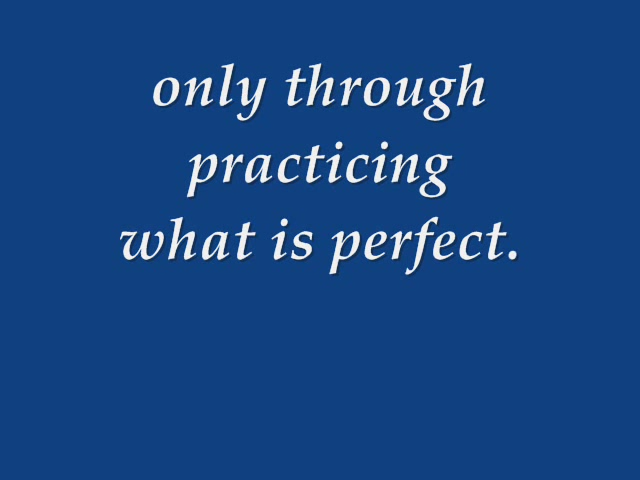 only through
practicing
what is perfect.